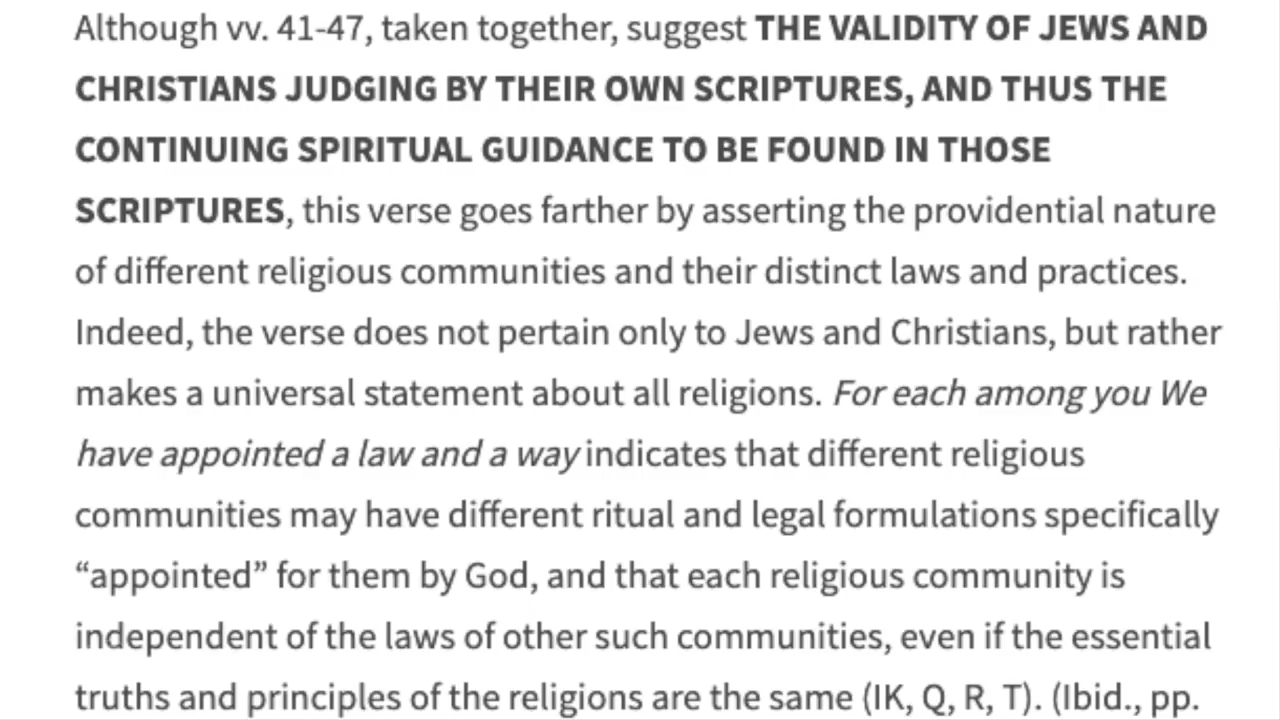 Although vv. 41-47, taken together, suggest THE VALIDITY OF JEWS AND
CHRISTIANS JUDGING BY THEIR OWN SCRIPTURES, AND THUS THE
CONTINUING SPIRITUAL GUIDANCE TO BE FOUND IN THOSE
SCRIPTURES, this verse goes farther by asserting the providential nature
of different religious communities and their distinct laws and practices.
Indeed, the verse does not pertain only to Jews and Christians, but rather
makes a universal statement about all religions. For each among you We
have appointed a law and a way indicates that different religious
communities may have different ritual and legal formulations specifically
“appointed” for them by God, and that each religious community is
independent of the laws of other such communities, even if the essential
truths and principles of the religions are the same (IK, Q, R, T). (Ibid., pp.